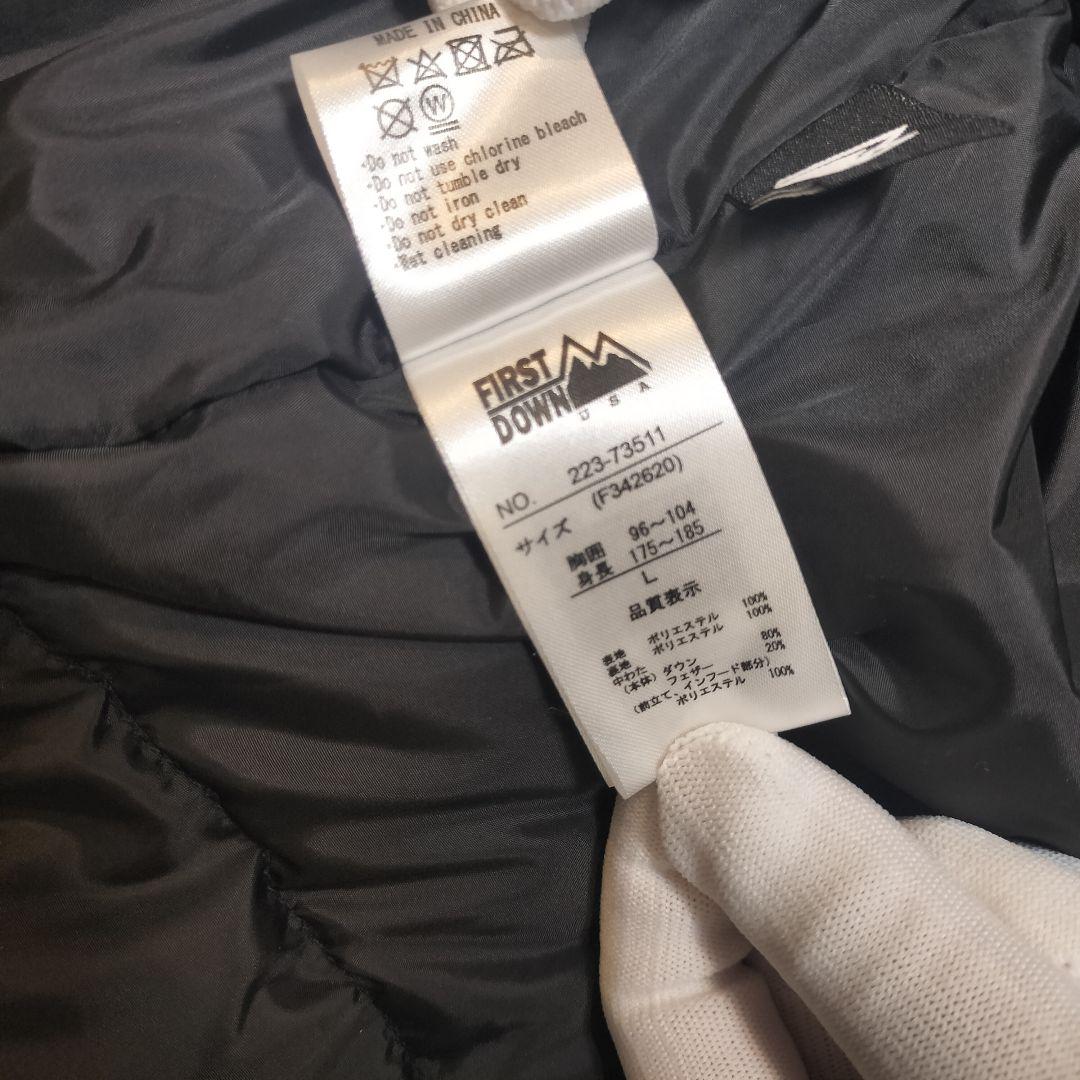 MADE IN CHINA
W
·Do not wash
·Do not use chlorine bleach
·Do not tumble dry
·Do not iron
·Do not dry clean
·Wet cleaning
FIRST
DOWN
USA
NO. 223-73511
(F342620)
サイズ
胸囲 96～104
身長 175～185
L
品質表示
表地 ポリエステル 100%
裏地 ポリエステル 100%
中わた
(本体) ダウン 80%
フェザー 20%
(前立て、インフード部分)
ポリエステル 100%